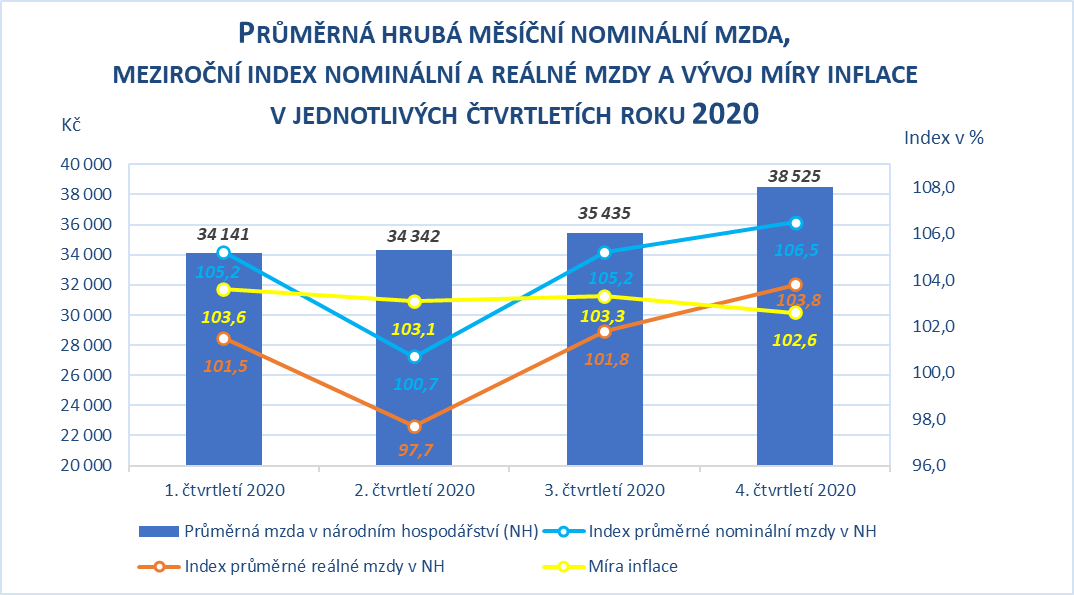 PRŮMĚRNÁ HRUBÁ MĚSÍČNÍ NOMINÁLNÍ MZDA,
MEZIROČNÍ INDEX NOMINÁLNÍ A REÁLNÉ MZDY A VÝVOJ MÍRY INFLACE
V JEDNOTLIVÝCH ČTVRTLETÍCH ROKU 2020
Kč
Index v %
40 000
38 000
36 000
34 000
32 000
30 000
28 000
26 000
24 000
22 000
20 000
108,0
106,0
104,0
102,0
100,0
98,0
96,0
34 141
34 342
35 435
38 525
105,2
100,7
105,2
106,5
103,6
103,1
103,3
102,6
101,5
97,7
101,8
103,8
1. čtvrtletí 2020
2. čtvrtletí 2020
3. čtvrtletí 2020
4. čtvrtletí 2020
Průměrná mzda v národním hospodářství (NH)
Index průměrné nominální mzdy v NH
Index průměrné reálné mzdy v NH
Míra inflace